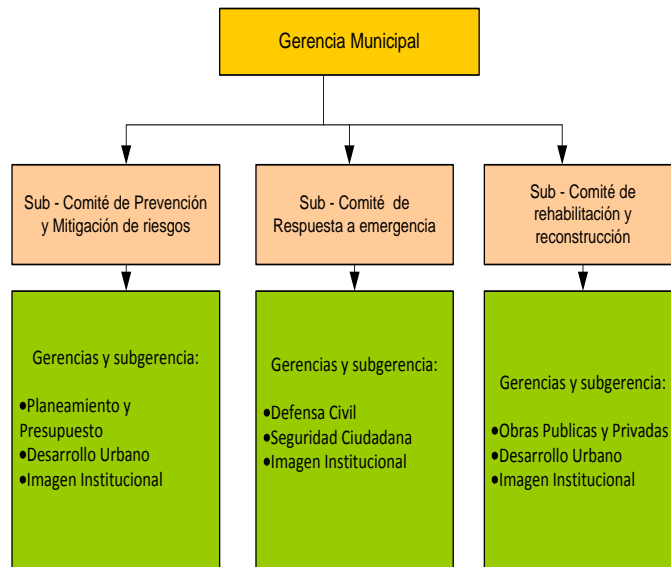 Gerencia Municipal
Sub - Comité de Prevención
y Mitigación de riesgos
Sub - Comité de
Respuesta a emergencia
Sub - Comité de
rehabilitación y
reconstrucción
Gerencias y subgerencia:
•Planeamiento y
Presupuesto
•Desarrollo Urbano
•Imagen Institucional
Gerencias y subgerencia:
•Defensa Civil
•Seguridad Ciudadana
•Imagen Institucional
Gerencias y subgerencia:
•Obras Publicas y Privadas
•Desarrollo Urbano
•Imagen Institucional